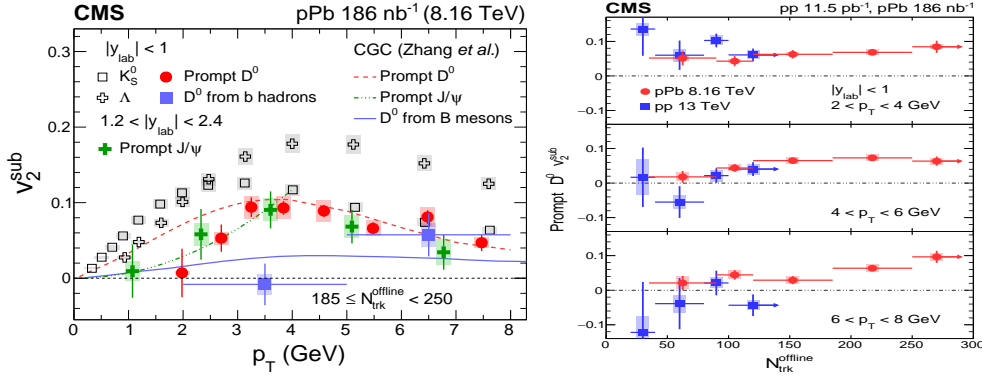 CMS
pPb 186 nb⁻¹ (8.16 TeV)
|y_lab| < 1
K⁰_S
Prompt D⁰
Λ
D⁰ from b hadrons
1.2 < |y_lab| < 2.4
Prompt J/ψ
CGC (Zhang et al.)
Prompt D⁰
Prompt J/ψ
D⁰ from B mesons
0.3
0.2
0.1
0
v₂^sub
185 ≤ N_trk^offline < 250
0 1 2 3 4 5 6 7 8
p_T (GeV)
CMS
pp 11.5 pb⁻¹, pPb 186 nb⁻¹
0.1
0
−0.1
pPb 8.16 TeV
pp 13 TeV
|y_lab| < 1
2 < p_T < 4 GeV
0.1
0
−0.1
4 < p_T < 6 GeV
0.1
0
−0.1
6 < p_T < 8 GeV
Prompt D⁰ v₂^sub
0 50 100 150 200 250
N_trk^offline